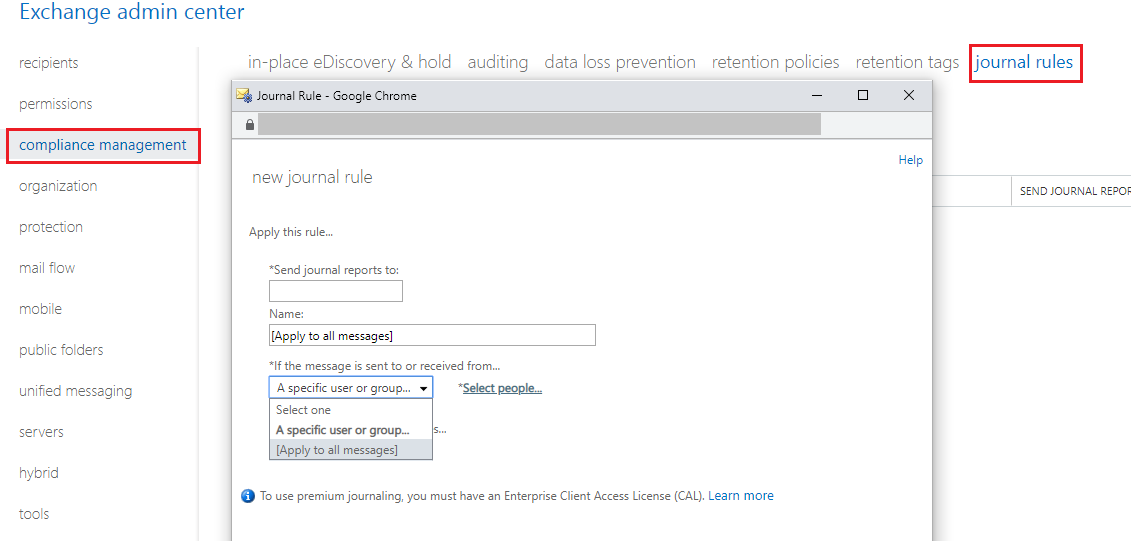 Exchange admin center
recipients
permissions
compliance management
organization
protection
mail flow
mobile
public folders
unified messaging
servers
hybrid
tools
in-place eDiscovery & hold auditing data loss prevention retention policies retention tags journal rules
SEND JOURNAL REPOR
Journal Rule - Google Chrome
Help
new journal rule
Apply this rule...
*Send journal reports to:
Name:
[Apply to all messages]
*If the message is sent to or received from...
A specific user or group... *Select people...
Select one
A specific user or group...
s...
[Apply to all messages]
To use premium journaling, you must have an Enterprise Client Access License (CAL). Learn more